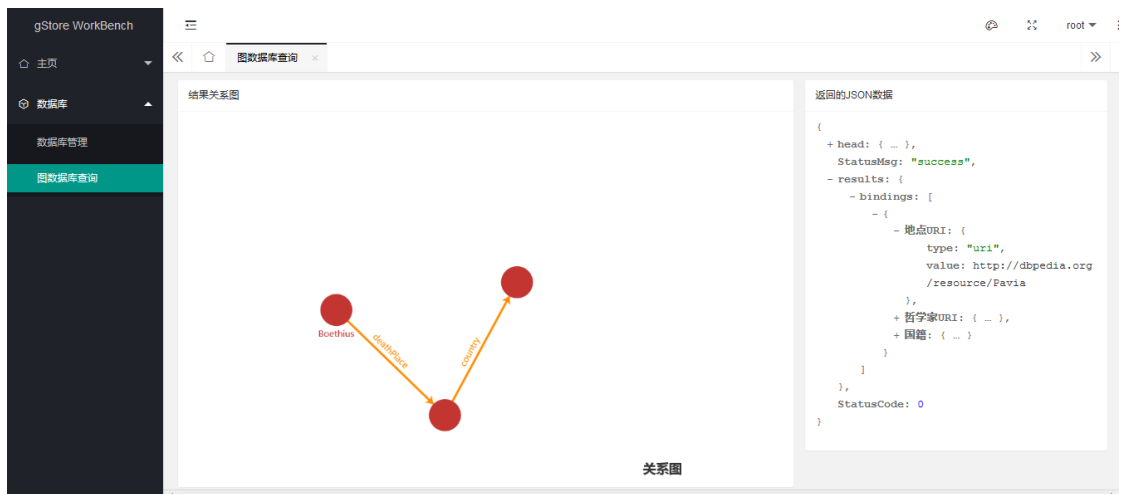 gStore WorkBench
root
主页
图数据库查询
数据库
数据库管理
图数据库查询
结果关系图
Boethius
deathPlace
country
关系图
返回的JSON数据
{
+ head: { … },
StatusMsg: "success",
- results: {
- bindings: [
- {
- 地点URI: {
type: "uri",
value: http://dbpedia.org
/resource/Pavia
},
+ 哲学家URI: { … },
+ 国籍: { … }
}
]
},
StatusCode: 0
}